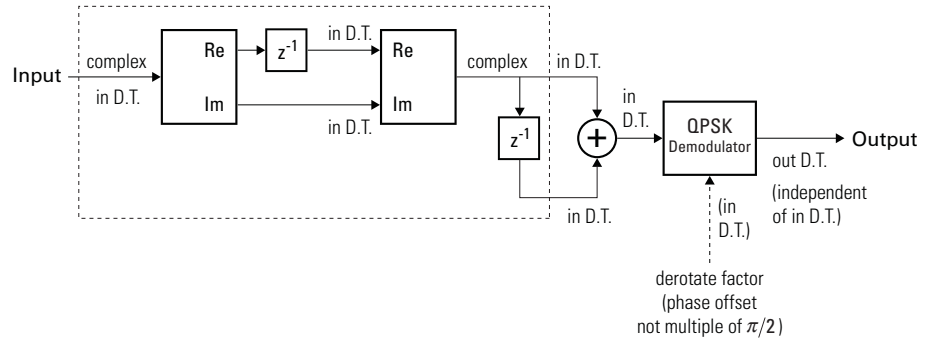 Input
complex
in D.T.
Re
Im
z-1
in D.T.
in D.T.
Re
Im
complex
in D.T.
z-1
in D.T.
+
in
D.T.
QPSK
Demodulator
Output
out D.T.
(independent
of in D.T.)
(in
D.T.)
derotate factor
(phase offset
not multiple of π/2 )